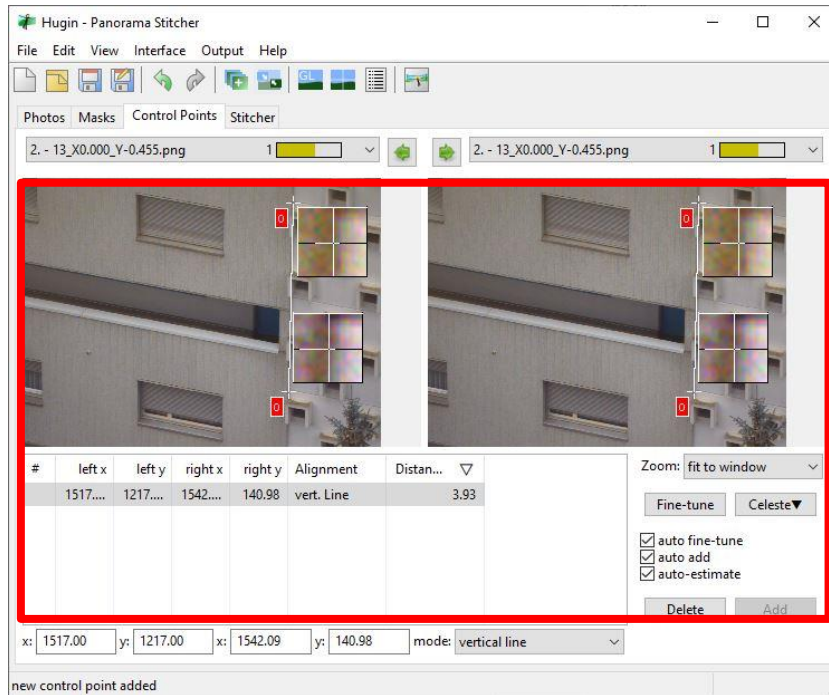 Hugin - Panorama Stitcher
File Edit View Interface Output Help
GL
Photos Masks Control Points Stitcher
2. - 13_X0.000_Y-0.455.png 1 2. - 13_X0.000_Y-0.455.png 1
0 0
0 0
# left x left y right x right y Alignment Distan... ▽
1517.... 1217.... 1542.... 140.98 vert. Line 3.93
Zoom: fit to window
Fine-tune Celeste▼
auto fine-tune
auto add
auto-estimate
Delete Add
x: 1517.00 y: 1217.00 x: 1542.09 y: 140.98 mode: vertical line
new control point added